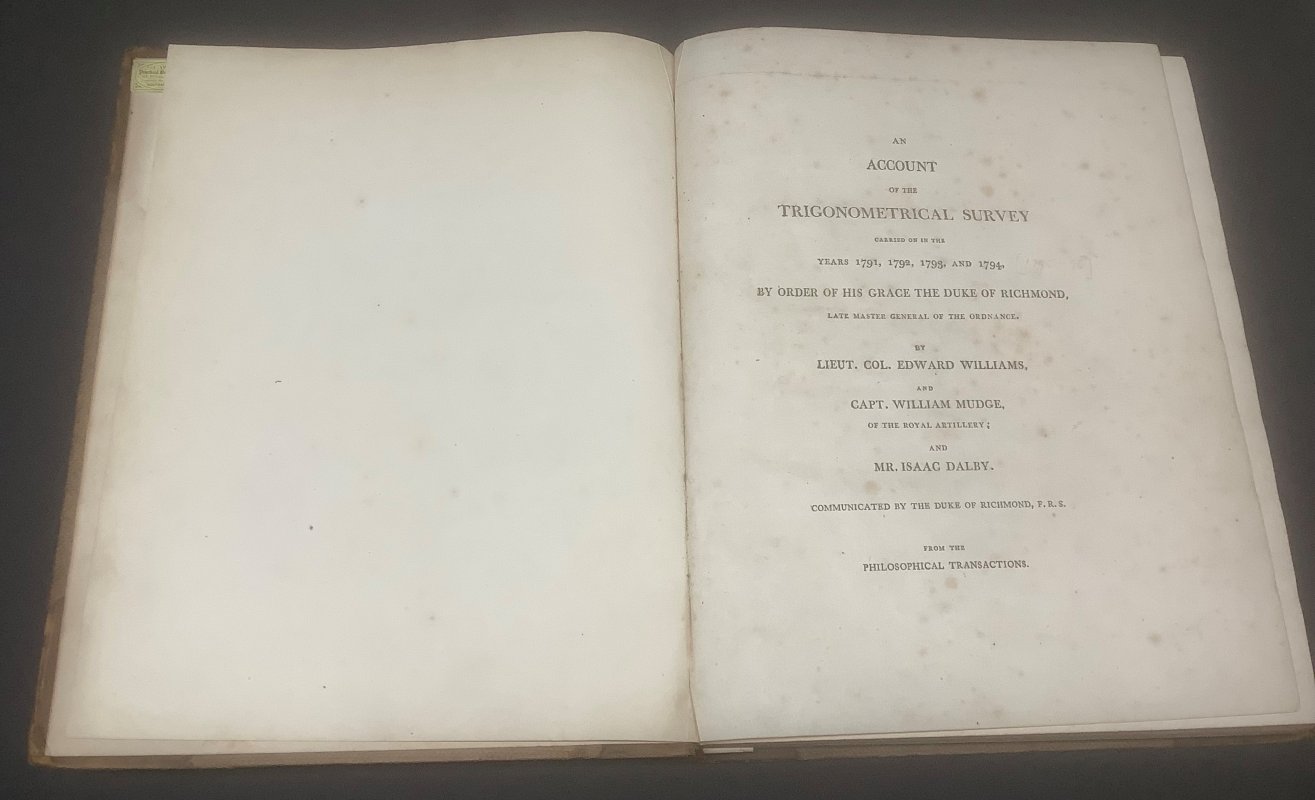 AN
ACCOUNT
OF THE
TRIGONOMETRICAL SURVEY
CARRIED ON IN THE
YEARS 1791, 1792, 1793, AND 1794,
BY ORDER OF HIS GRACE THE DUKE OF RICHMOND,
LATE MASTER GENERAL OF THE ORDNANCE.
BY
LIEUT. COL. EDWARD WILLIAMS,
AND
CAPT. WILLIAM MUDGE,
OF THE ROYAL ARTILLERY;
AND
MR. ISAAC DALBY.
COMMUNICATED BY THE DUKE OF RICHMOND, F. R. S.
FROM THE
PHILOSOPHICAL TRANSACTIONS.